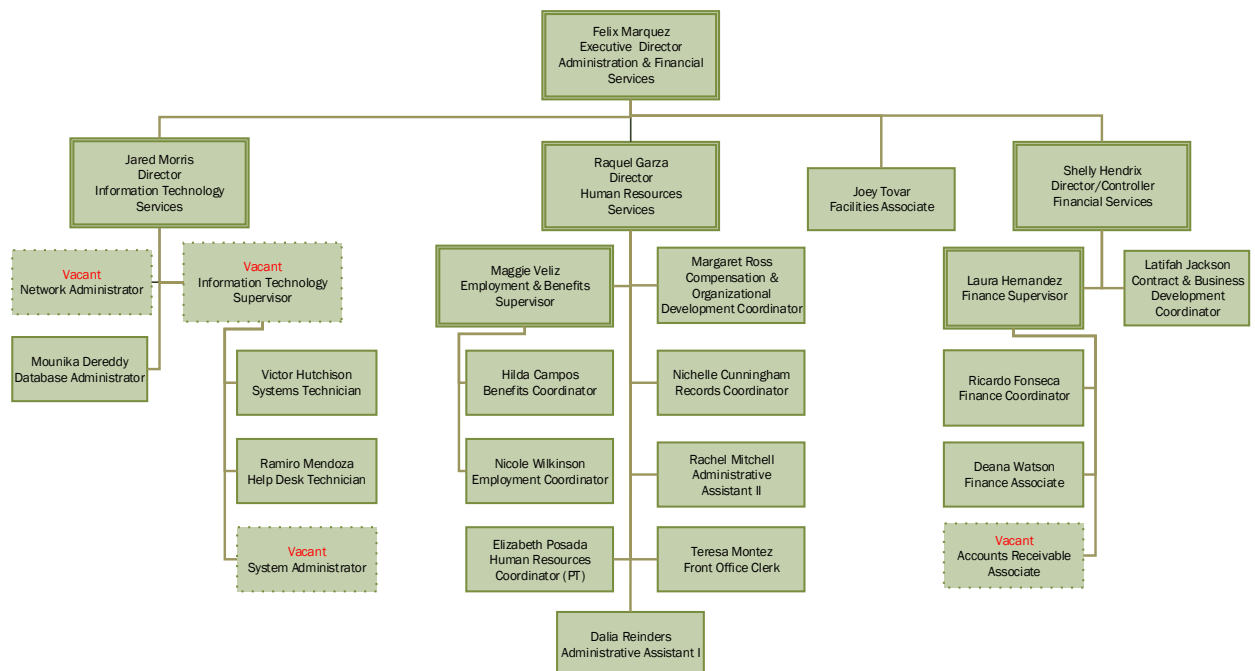 Felix Marquez
Executive Director
Administration & Financial
Services
Jared Morris
Director
Information Technology
Services
Raquel Garza
Director
Human Resources
Services
Joey Tovar
Facilities Associate
Shelly Hendrix
Director/Controller
Financial Services
Vacant
Network Administrator
Vacant
Information Technology
Supervisor
Maggie Veliz
Employment & Benefits
Supervisor
Margaret Ross
Compensation &
Organizational
Development Coordinator
Laura Hernandez
Finance Supervisor
Latifah Jackson
Contract & Business
Development
Coordinator
Mounika Dereddy
Database Administrator
Victor Hutchison
Systems Technician
Hilda Campos
Benefits Coordinator
Nichelle Cunningham
Records Coordinator
Ricardo Fonseca
Finance Coordinator
Ramiro Mendoza
Help Desk Technician
Nicole Wilkinson
Employment Coordinator
Rachel Mitchell
Administrative
Assistant II
Deana Watson
Finance Associate
Vacant
System Administrator
Elizabeth Posada
Human Resources
Coordinator (PT)
Teresa Montez
Front Office Clerk
Vacant
Accounts Receivable
Associate
Dalia Reinders
Administrative Assistant I